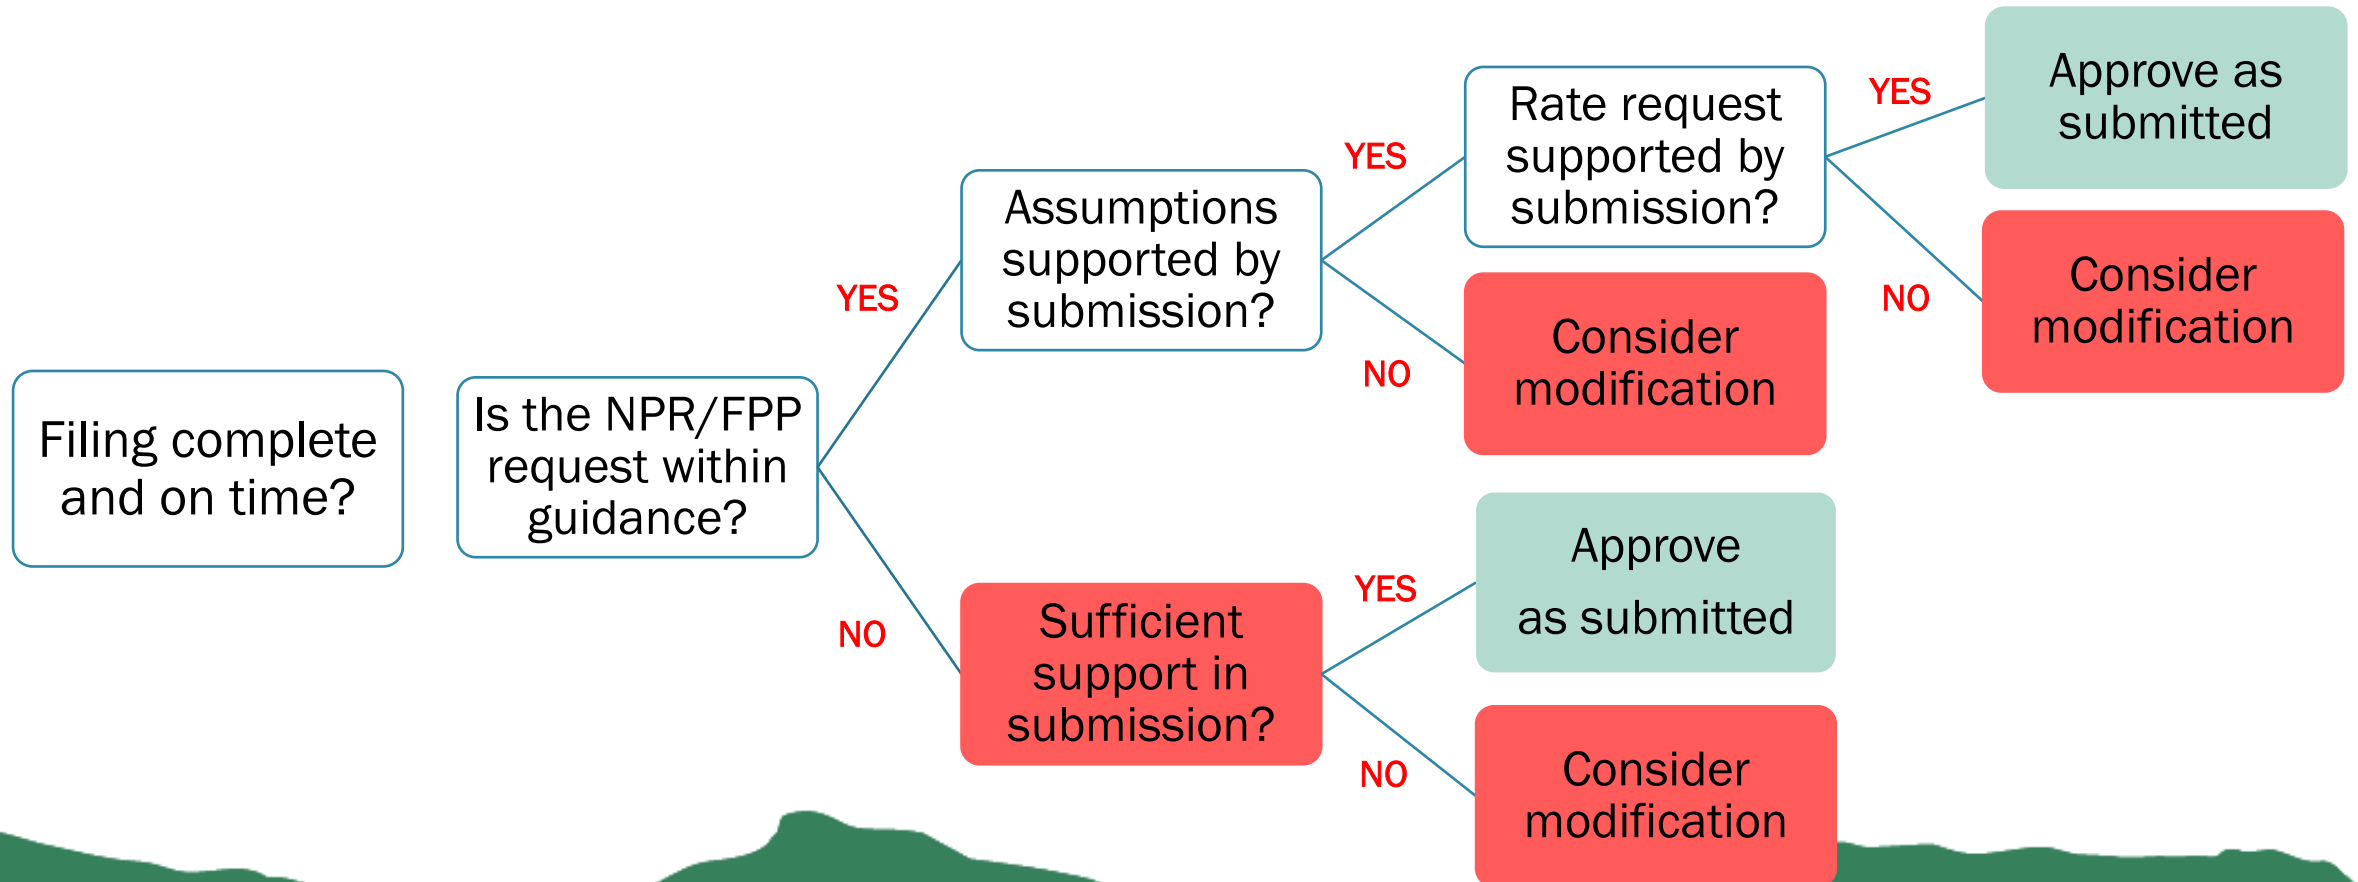 Filing complete
and on time?
Is the NPR/FPP
request within
guidance?
YES
NO
Assumptions
supported by
submission?
YES
NO
Rate request
supported by
submission?
YES
NO
Approve as
submitted
Consider
modification
Consider
modification
Sufficient
support in
submission?
YES
NO
Approve
as submitted
Consider
modification